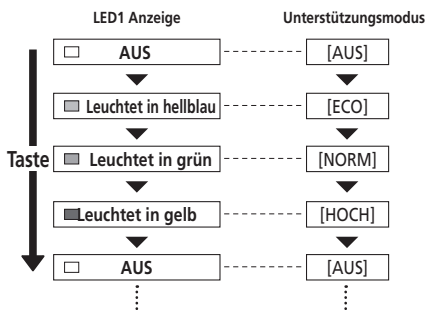 LED1 Anzeige Unterstützungsmodus
AUS [AUS]
Leuchtet in hellblau [ECO]
Taste Leuchtet in grün [NORM]
Leuchtet in gelb [HOCH]
AUS [AUS]